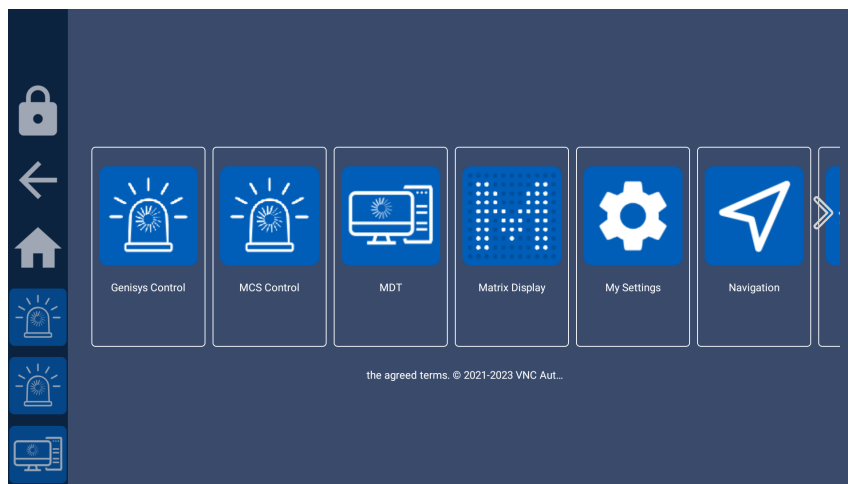 Genisys Control
MCS Control
MDT
Matrix Display
My Settings
Navigation
the agreed terms. © 2021-2023 VNC Aut...